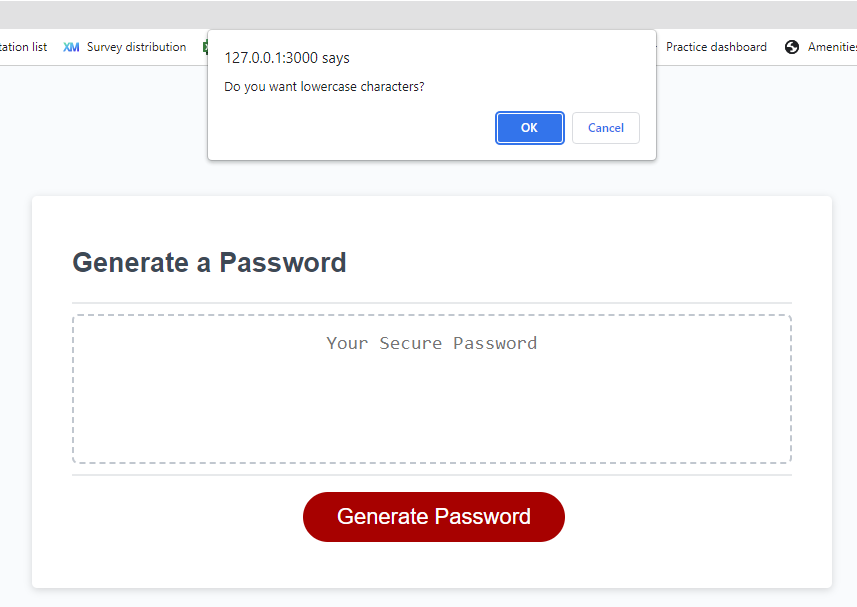 tation list XM Survey distribution Practice dashboard Amenities
127.0.0.1:3000 says
Do you want lowercase characters?
OK Cancel
Generate a Password
Your Secure Password
Generate Password